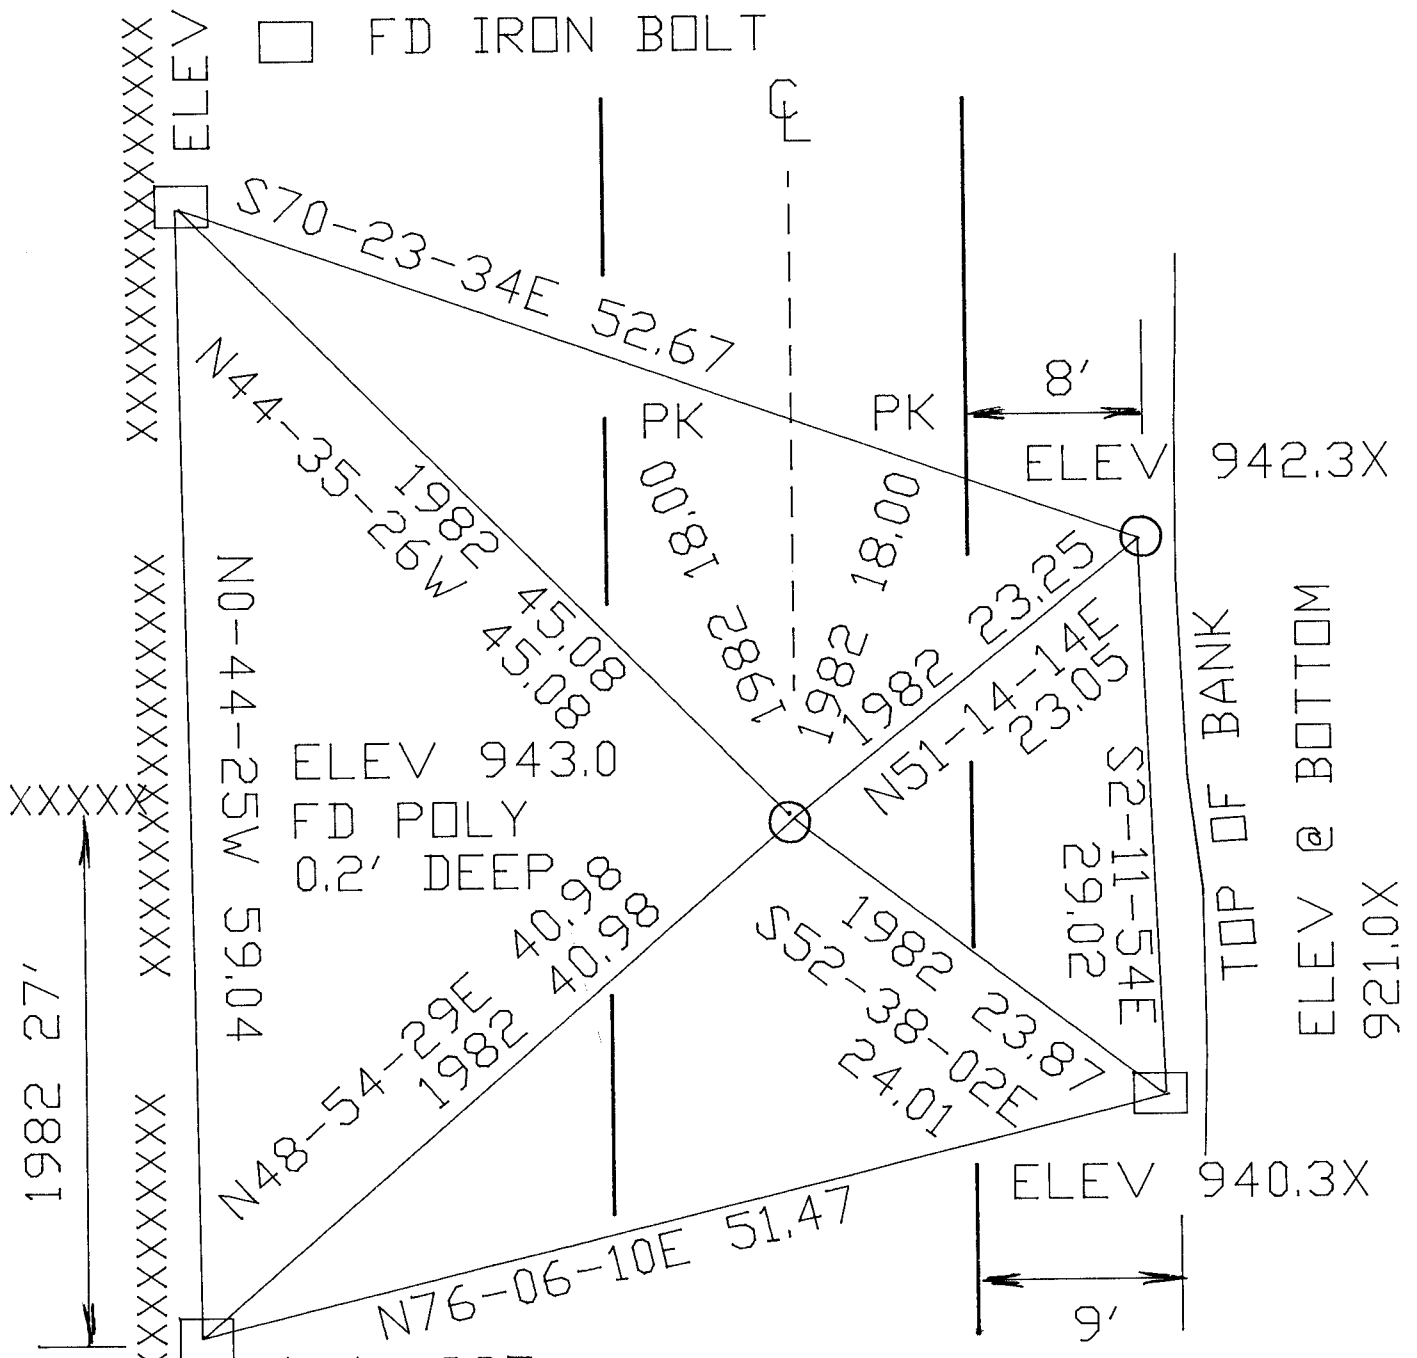 ELEV
FD IRON BOLT
CL
S70-23-34E 52.67
8'
PK
PK
ELEV 942.3X
N44-35-26W
1982 45.08
45.08
1982 18.00
1982 18.00
1982 23.25
N51-14-14E
23.05
N0-44-25W 59.04
ELEV 943.0
FD POLY
0.2' DEEP
XXXXX
S2-11-54E
29.02
TOP OF BANK
ELEV @ BOTTOM
921.0X
N48-54-29E 40.98
1982 40.98
1982 23.87
S52-38-02E
24.01
1982 27'
ELEV 940.3X
N76-06-10E 51.47
9'